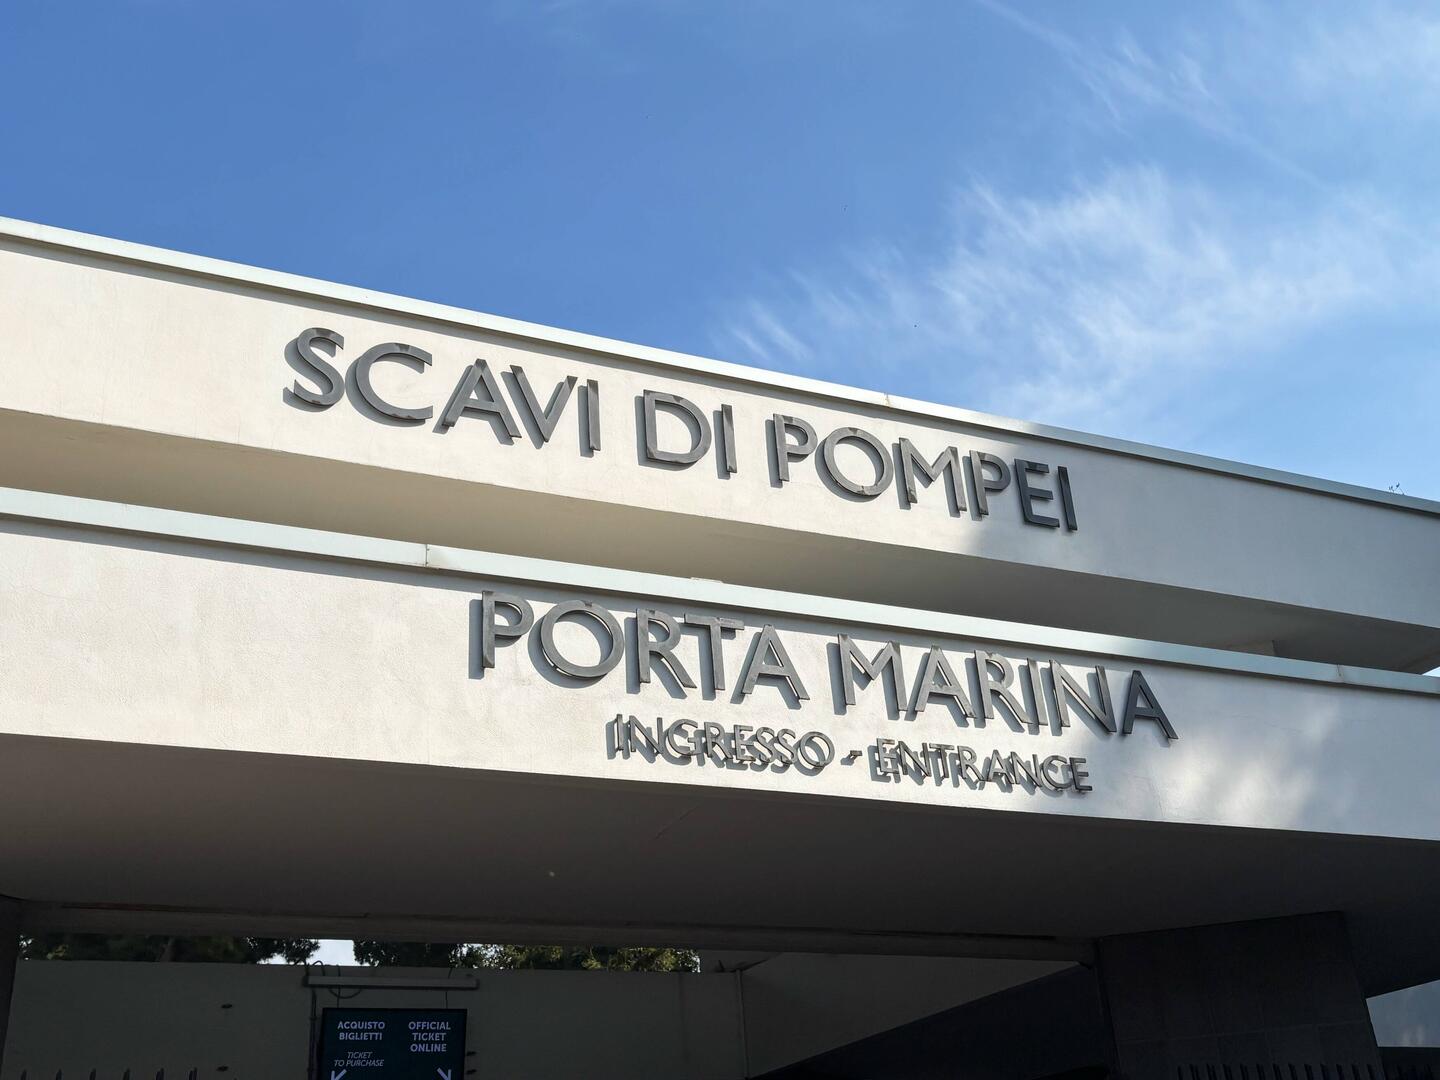 SCAVI DI POMPEI
PORTA MARINA
INGRESSO - ENTRANCE
ACQUISTO
BIGLIETTI
TICKET
TO PURCHASE
OFFICIAL
TICKET
ONLINE